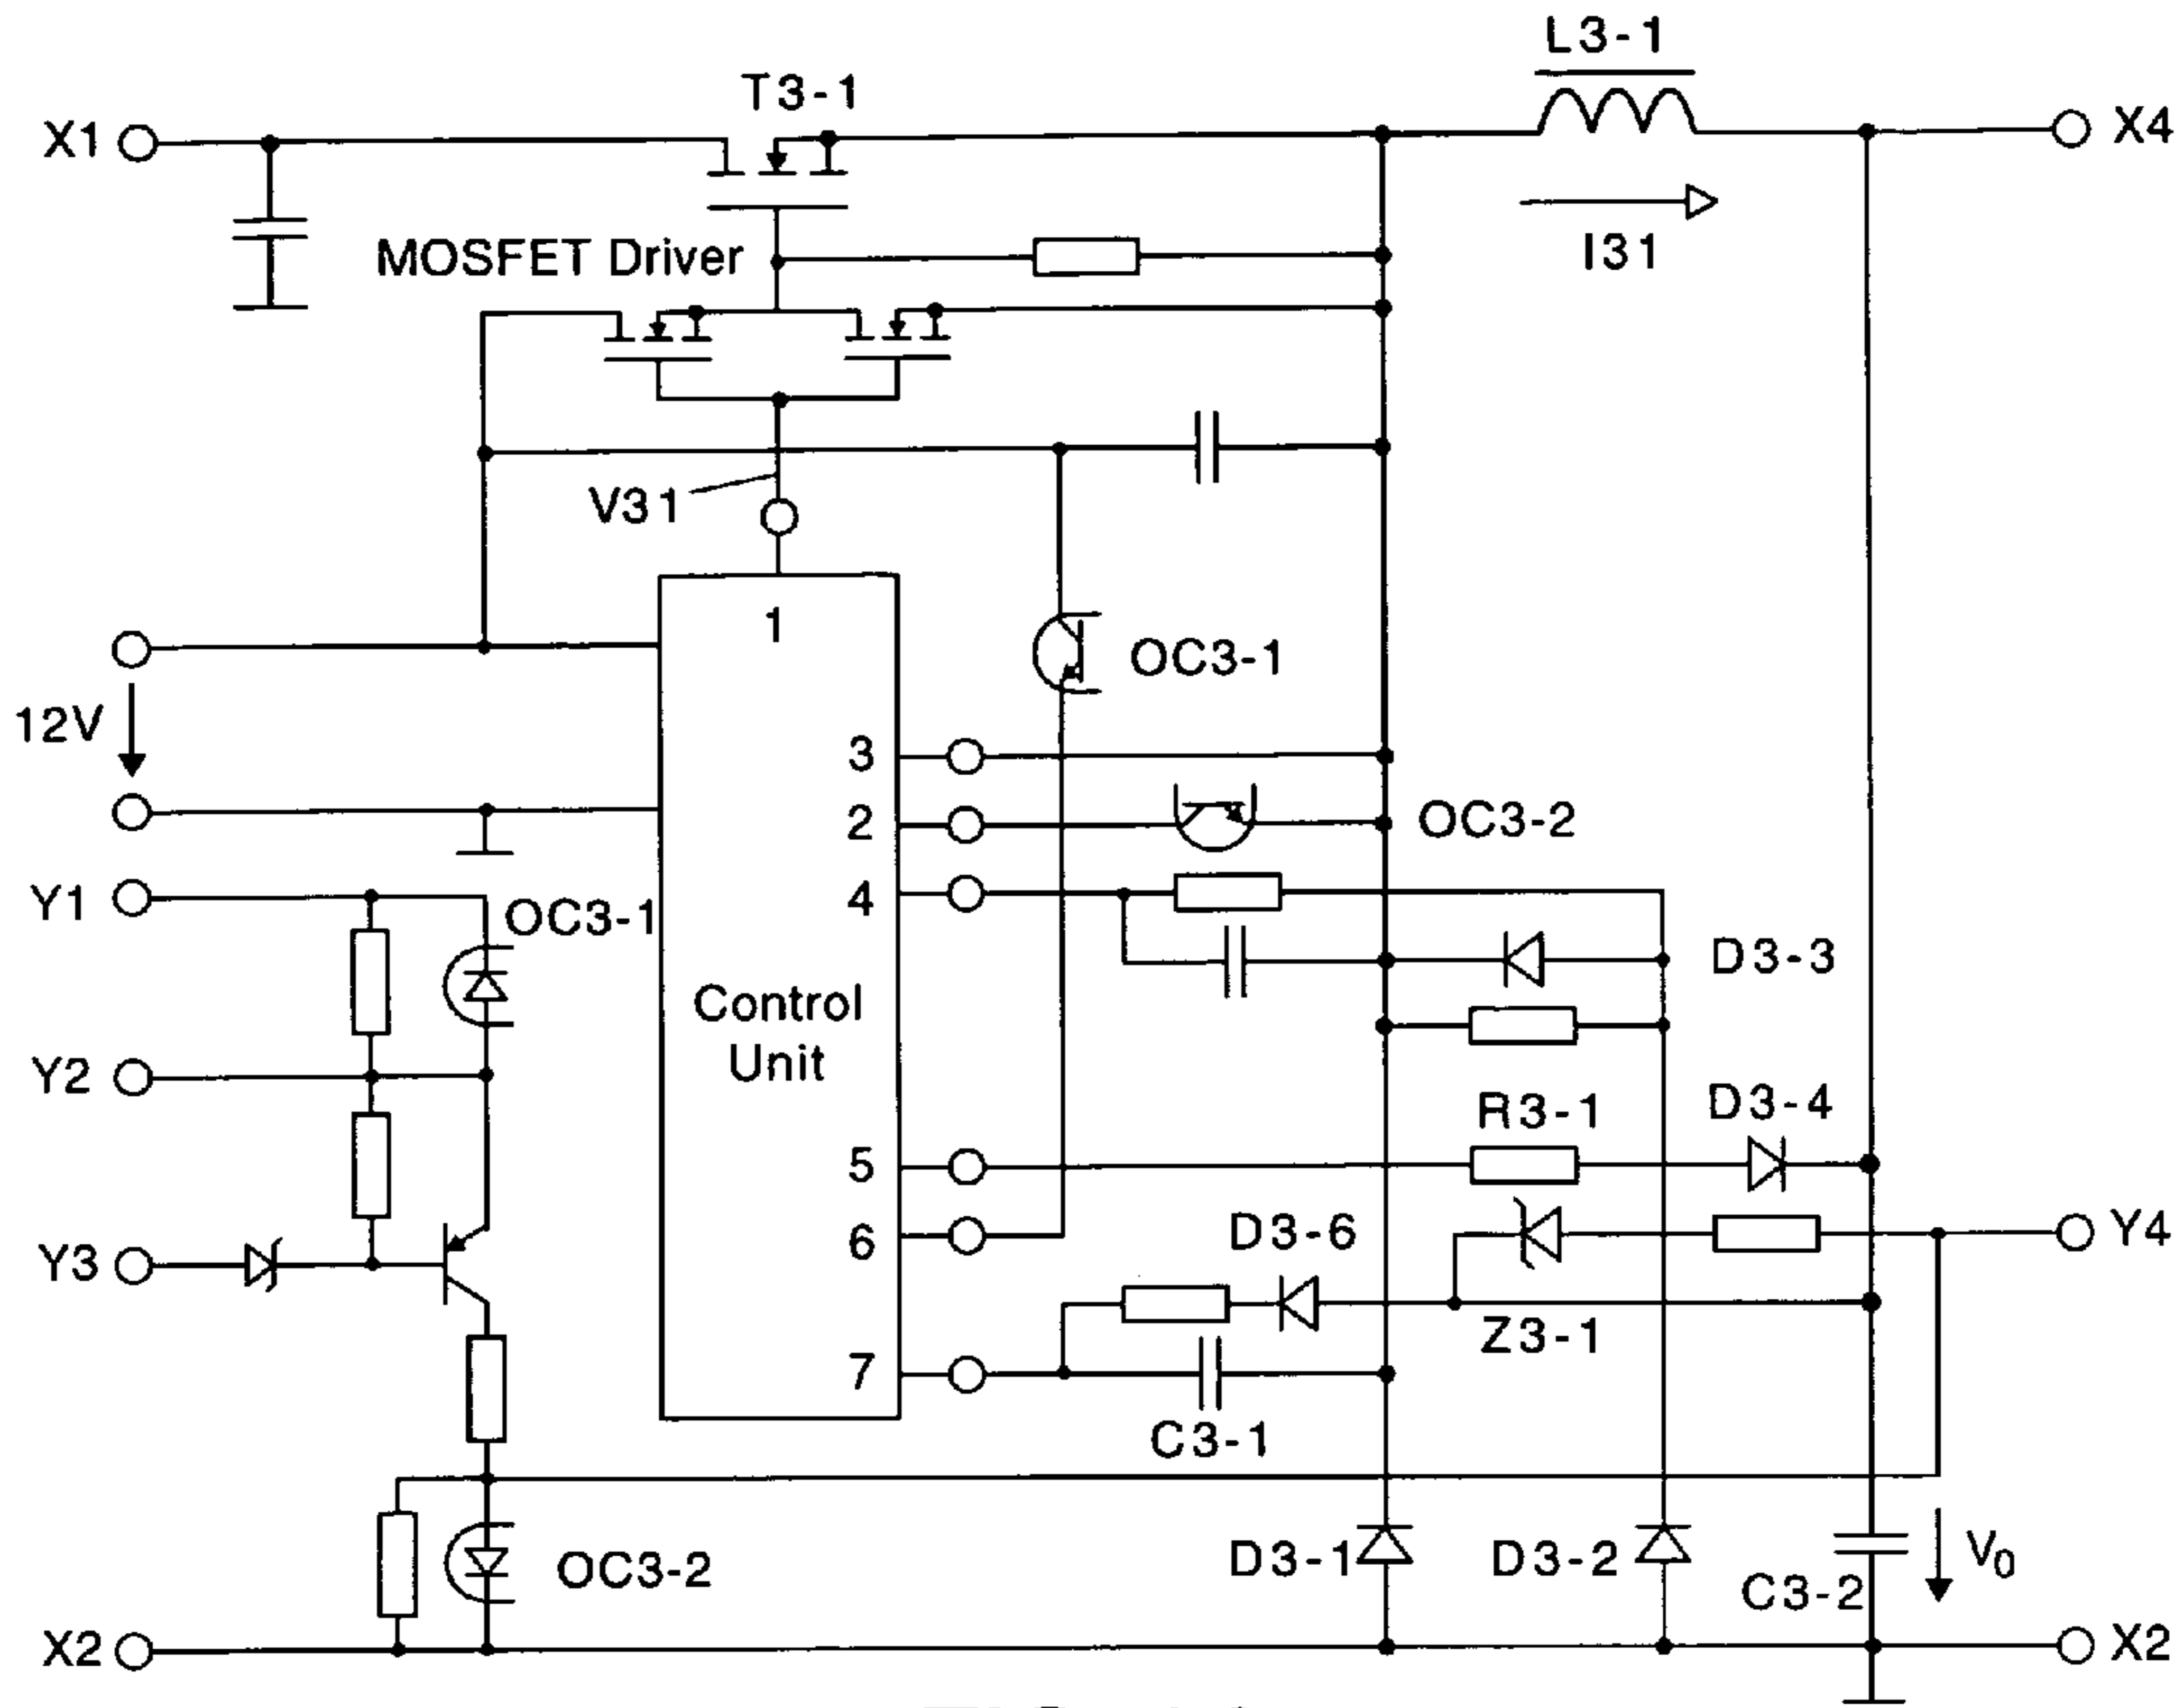 L3-1
T3-1
X1
X4
MOSFET Driver
I31
V31
1
OC3-1
12V
3
2
OC3-2
4
Y1
OC3-1
D3-3
Control
Unit
Y2
R3-1
D3-4
5
Y3
6
D3-6
Y4
Z3-1
7
C3-1
OC3-2
D3-1
D3-2
C3-2
V0
X2
X2